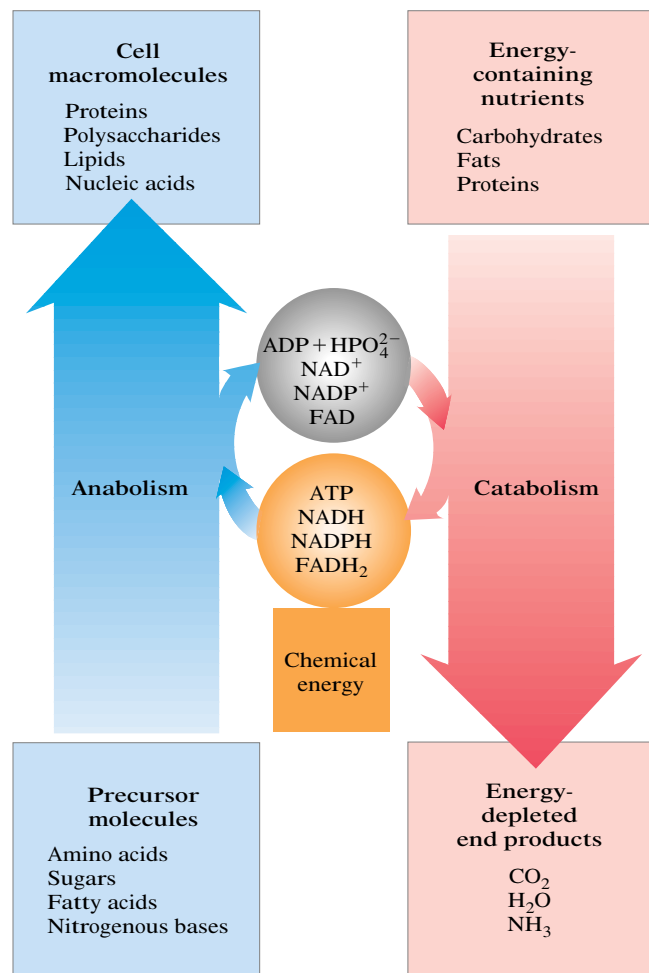 Cell
macromolecules
Proteins
Polysaccharides
Lipids
Nucleic acids
Energy-
containing
nutrients
Carbohydrates
Fats
Proteins
ADP + HPO₄²⁻
NAD⁺
NADP⁺
FAD
Anabolism
ATP
NADH
NADPH
FADH₂
Catabolism
Chemical
energy
Precursor
molecules
Amino acids
Sugars
Fatty acids
Nitrogenous bases
Energy-
depleted
end products
CO₂
H₂O
NH₃